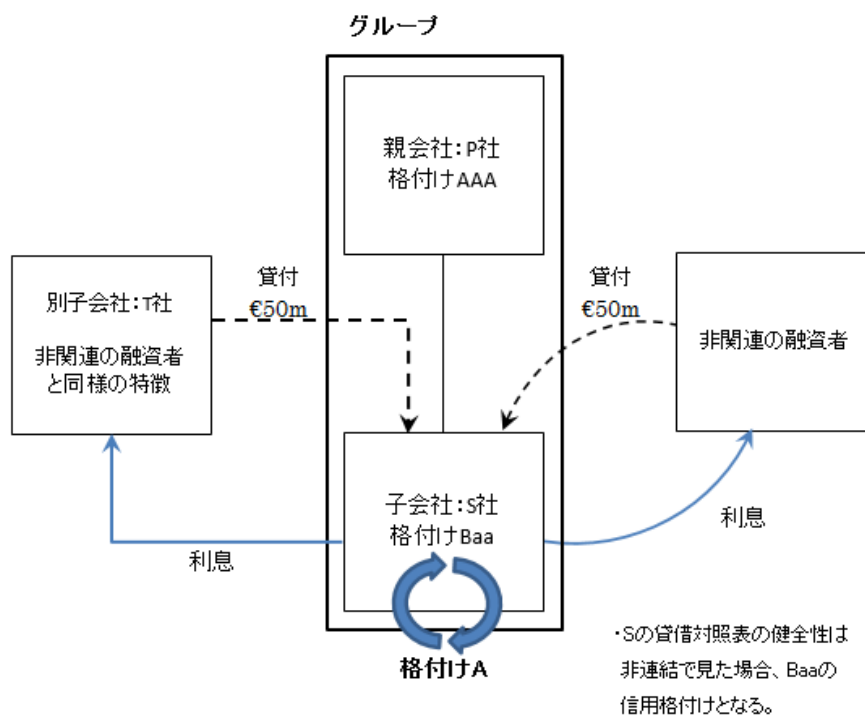 グループ
親会社：P社
格付けAAA
貸付
€50m
貸付
€50m
別子会社：T社
非関連の融資者
と同様の特徴
非関連の融資者
子会社：S社
格付けBaa
利息
利息
格付けA
・Sの貸借対照表の健全性は
非連結で見た場合、Baaの
信用格付けとなる。